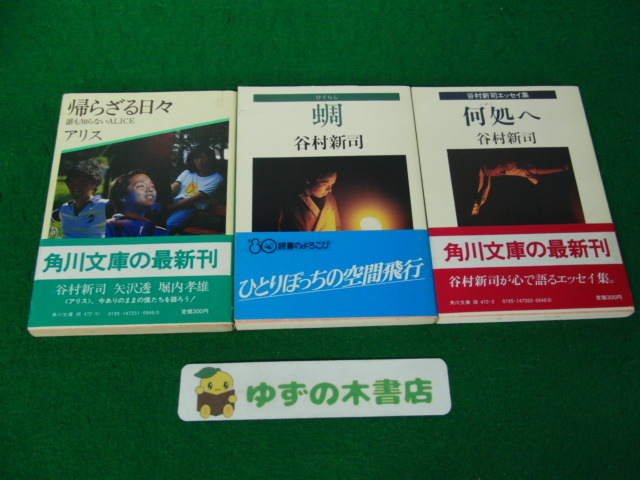 帰らざる日々
誰も知らないALICE
アリス
角川文庫の最新刊
谷村新司 矢沢透 堀内孝雄
〈アリス〉、今ありのままの僕たちを語ろう!
定価300円
ひぐらし
蜩
谷村新司
'80 読書のよろこび
ひとりぼっちの空間飛行
谷村新司エッセイ集
何処へ
谷村新司
角川文庫の最新刊
谷村新司が心で語るエッセイ集。
定価300円
ゆずの木書店